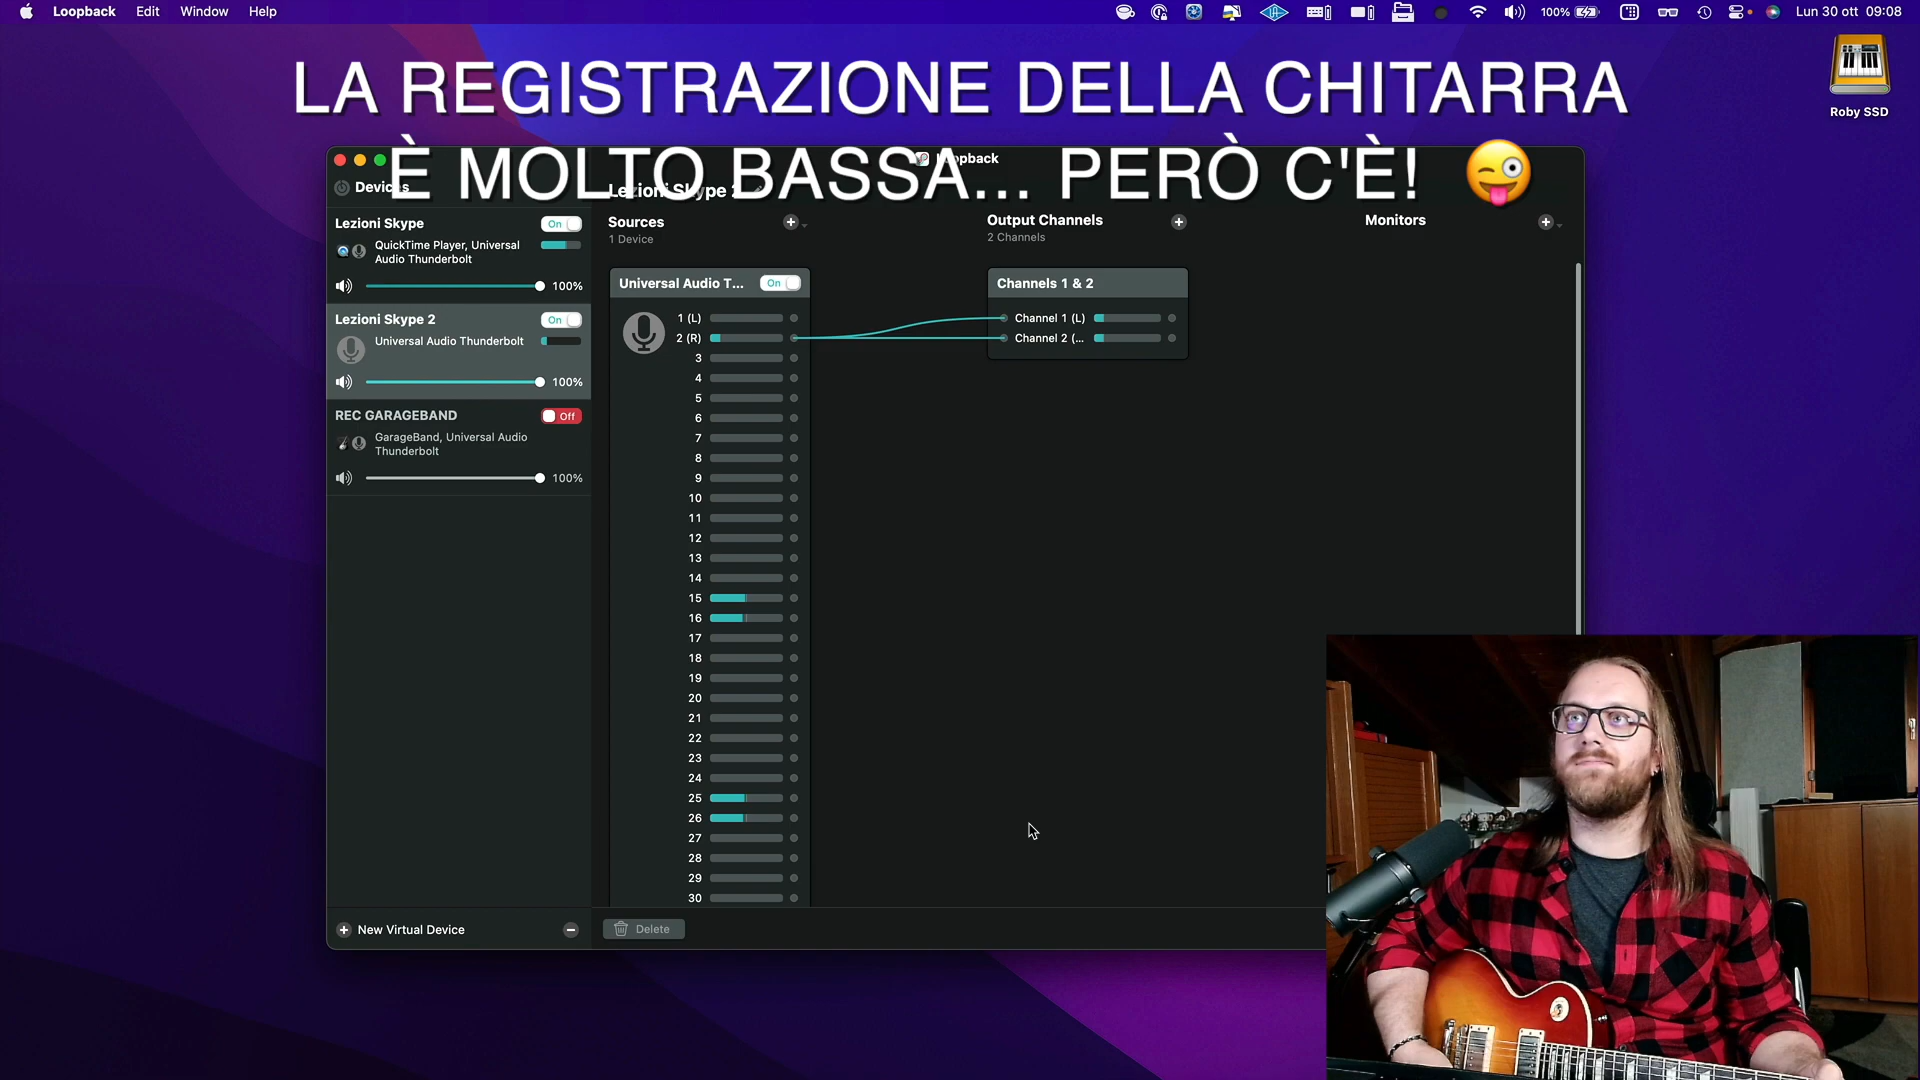 Loopback Edit Window Help 100% Lun 30 ott 09:08
LA REGISTRAZIONE DELLA CHITARRA
È MOLTO BASSA... PERÒ C'È! 😜
Roby SSD
Loopback
Devices
Lezioni Skype On
QuickTime Player, Universal
Audio Thunderbolt
100%
Lezioni Skype 2 On
Universal Audio Thunderbolt
100%
REC GARAGEBAND Off
GarageBand, Universal Audio
Thunderbolt
100%
New Virtual Device
Lezioni Skype 2
Sources
1 Device
Universal Audio T... On
1 (L)
2 (R)
3
4
5
6
7
8
9
10
11
12
13
14
15
16
17
18
19
20
21
22
23
24
25
26
27
28
29
30
Delete
Output Channels
2 Channels
Channels 1 & 2
Channel 1 (L)
Channel 2 (...
Monitors